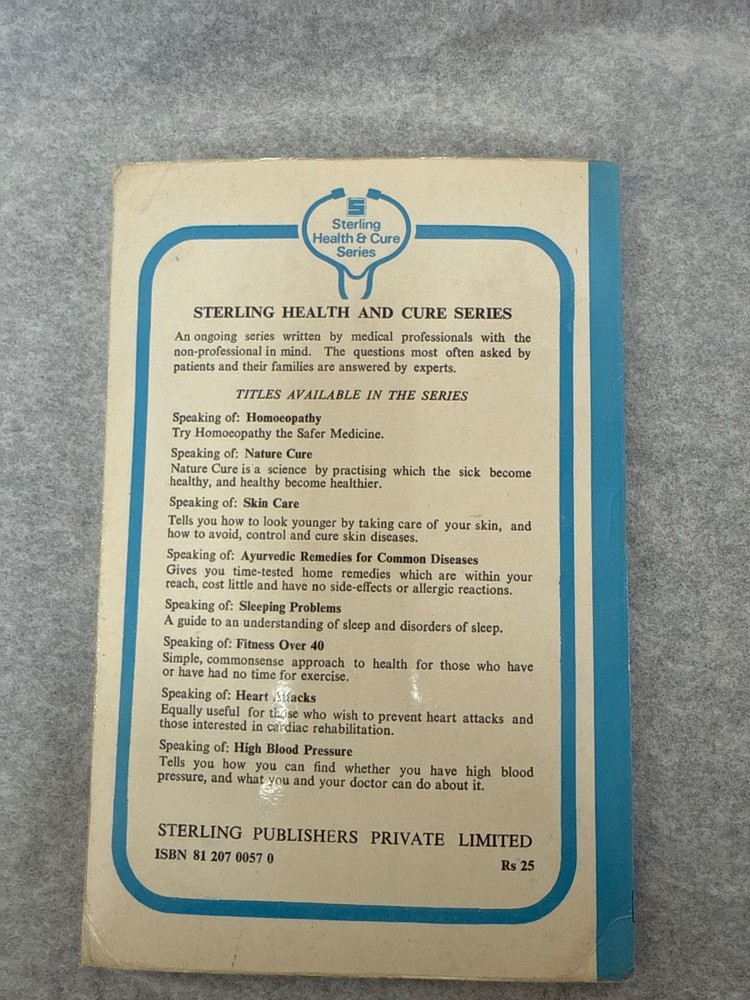 S
Sterling
Health & Cure
Series
STERLING HEALTH AND CURE SERIES
An ongoing series written by medical professionals with the
non-professional in mind. The questions most often asked by
patients and their families are answered by experts.
TITLES AVAILABLE IN THE SERIES
Speaking of: Homoeopathy
Try Homoeopathy the Safer Medicine.
Speaking of: Nature Cure
Nature Cure is a science by practising which the sick become
healthy, and healthy become healthier.
Speaking of: Skin Care
Tells you how to look younger by taking care of your skin, and
how to avoid, control and cure skin diseases.
Speaking of: Ayurvedic Remedies for Common Diseases
Gives you time-tested home remedies which are within your
reach, cost little and have no side-effects or allergic reactions.
Speaking of: Sleeping Problems
A guide to an understanding of sleep and disorders of sleep.
Speaking of: Fitness Over 40
Simple, commonsense approach to health for those who have
or have had no time for exercise.
Speaking of: Heart Attacks
Equally useful for those who wish to prevent heart attacks and
those interested in cardiac rehabilitation.
Speaking of: High Blood Pressure
Tells you how you can find whether you have high blood
pressure, and what you and your doctor can do about it.
STERLING PUBLISHERS PRIVATE LIMITED
ISBN 81 207 0057 0
Rs 25